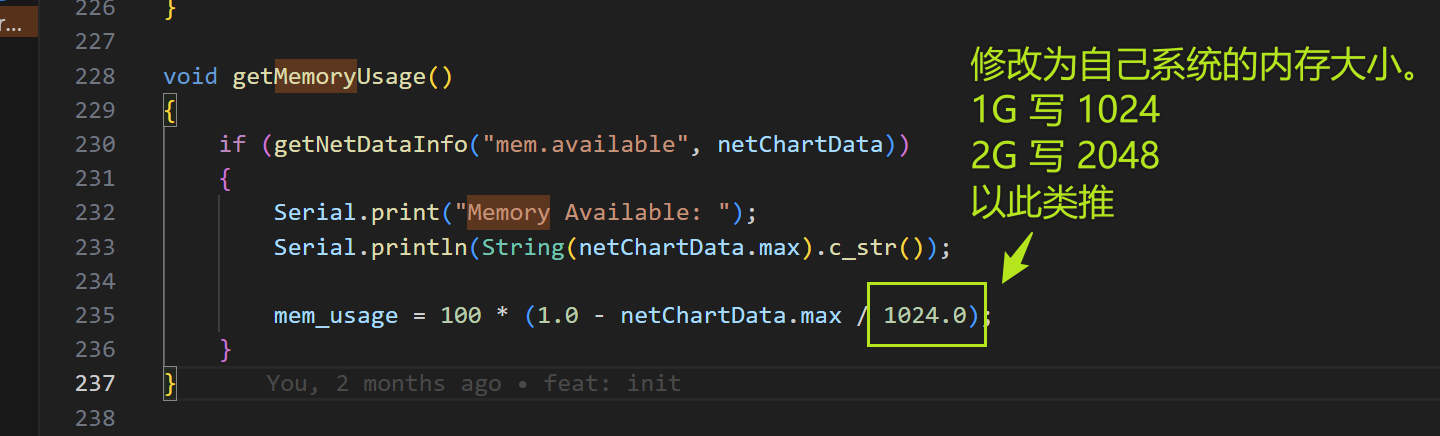 r...
226 }
227
228 void getMemoryUsage()
229 {
230 if (getNetDataInfo("mem.available", netChartData))
231 {
232 Serial.print("Memory Available: ");
233 Serial.println(String(netChartData.max).c_str());
234
235 mem_usage = 100 * (1.0 - netChartData.max / 1024.0);
236 }
237 } You, 2 months ago • feat: init
238
修改为自己系统的内存大小。
1G 写 1024
2G 写 2048
以此类推